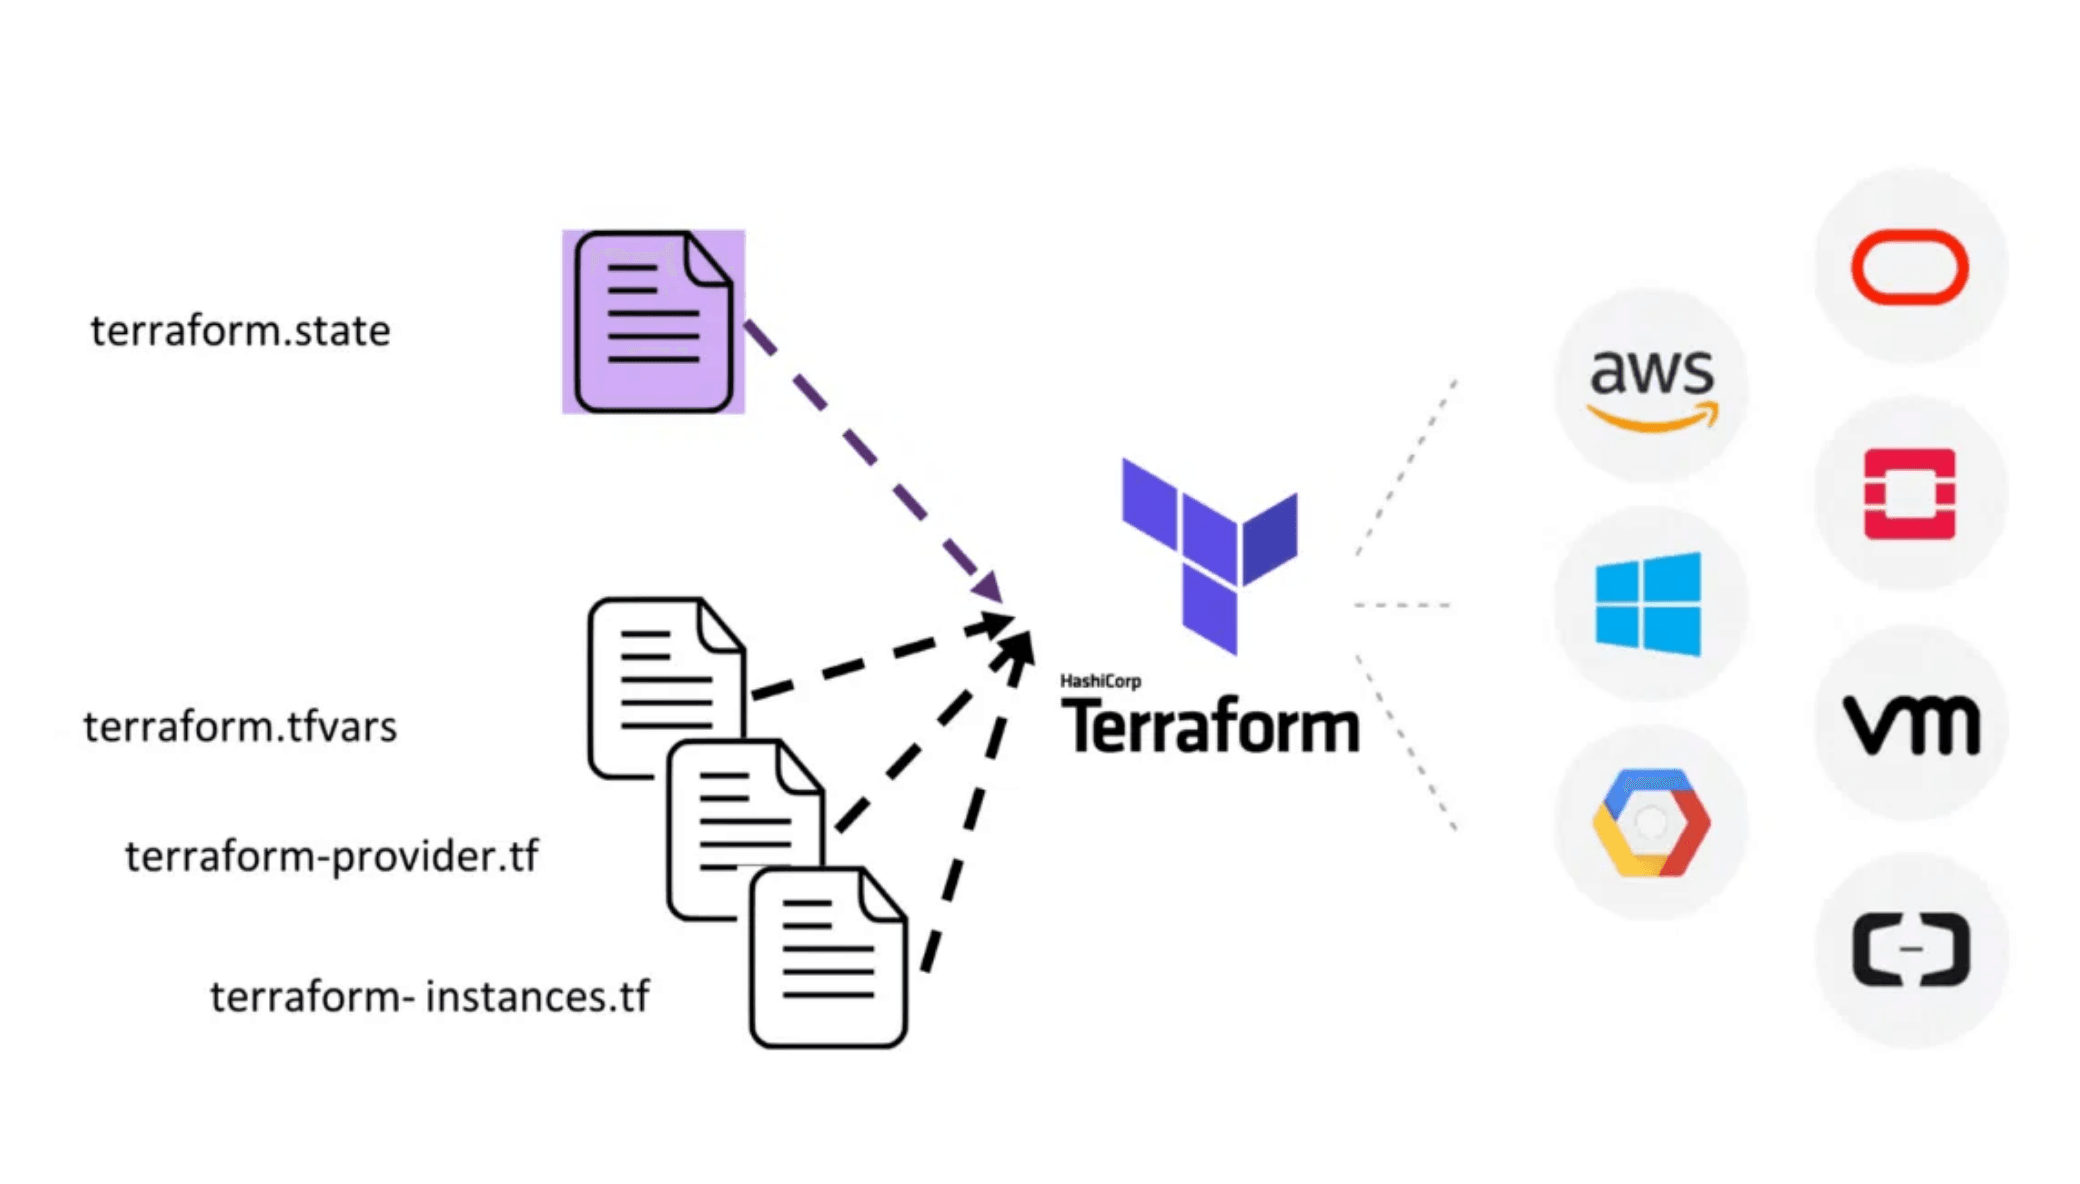 terraform.state
terraform.tfvars
terraform-provider.tf
terraform- instances.tf
HashiCorp
Terraform
aws
vm